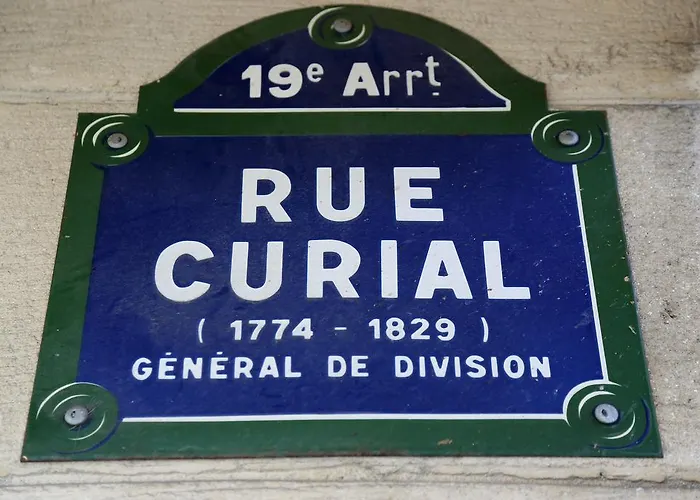 19e Arrt
RUE
CURIAL
( 1774 - 1829 )
GÉNÉRAL DE DIVISION